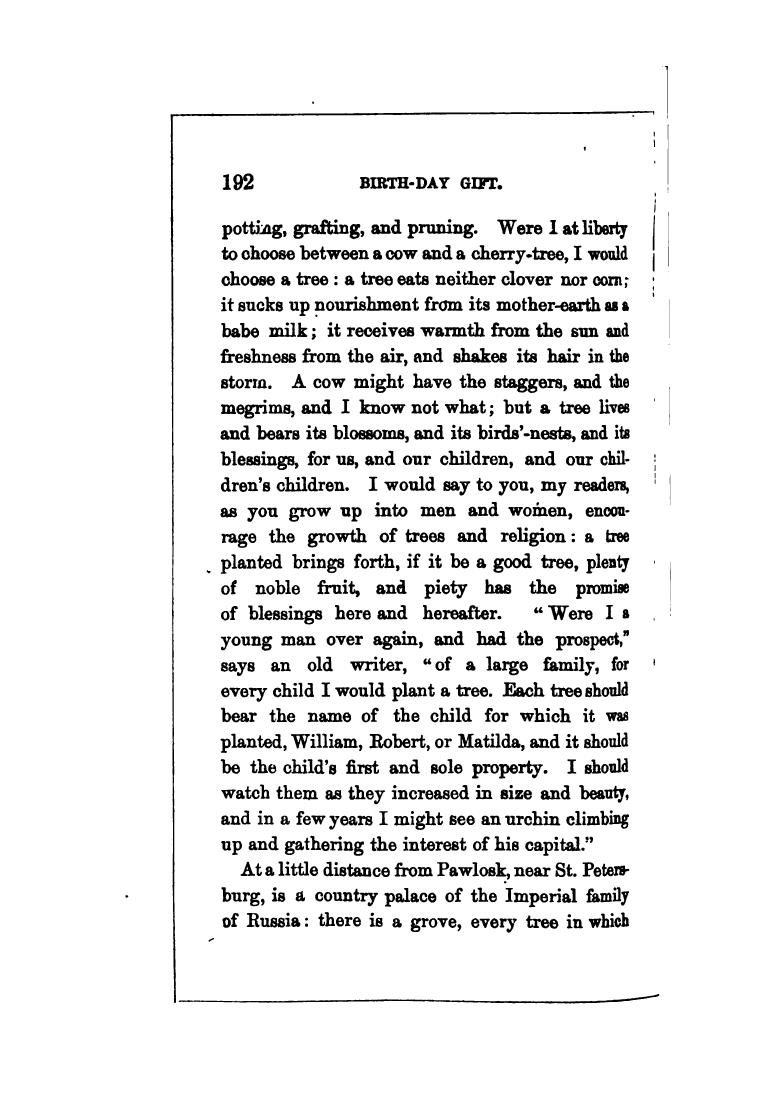 192 BIRTH-DAY GIFT.
potting, grafting, and pruning. Were I at liberty
to choose between a cow and a cherry-tree, I would
choose a tree : a tree eats neither clover nor corn;
it sucks up nourishment from its mother-earth as a
babe milk ; it receives warmth from the sun and
freshness from the air, and shakes its hair in the
storm. A cow might have the staggers, and the
megrims, and I know not what ; but a tree lives
and bears its blossoms, and its birds'-nests, and its
blessings, for us, and our children, and our chil-
dren's children. I would say to you, my readers,
as you grow up into men and women, encou-
rage the growth of trees and religion : a tree
planted brings forth, if it be a good tree, plenty
of noble fruit, and piety has the promise
of blessings here and hereafter. "Were I a
young man over again, and had the prospect,"
says an old writer, "of a large family, for
every child I would plant a tree. Each tree should
bear the name of the child for which it was
planted, William, Robert, or Matilda, and it should
be the child's first and sole property. I should
watch them as they increased in size and beauty,
and in a few years I might see an urchin climbing
up and gathering the interest of his capital."
At a little distance from Pawlosk, near St. Peters-
burg, is a country palace of the Imperial family
of Russia : there is a grove, every tree in which